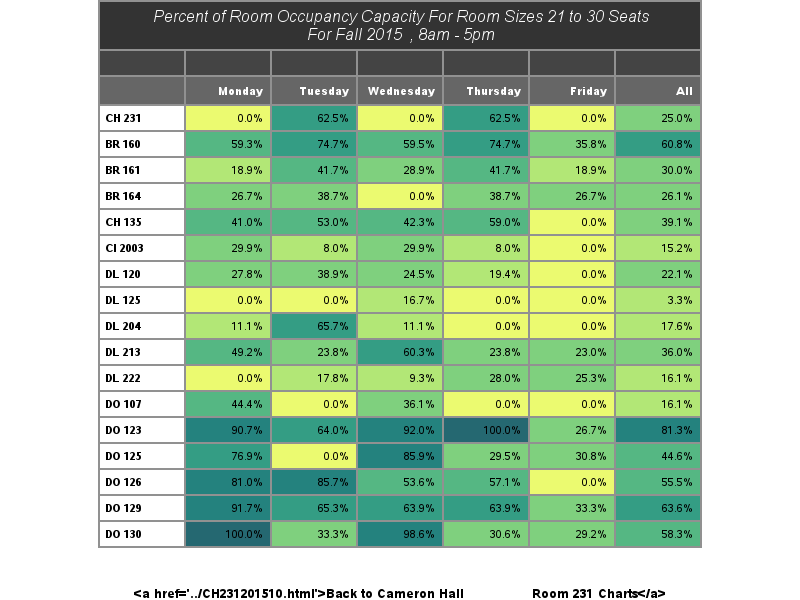 Percent of Room Occupancy Capacity For Room Sizes 21 to 30 Seats
For Fall 2015 , 8am - 5pm
Monday Tuesday Wednesday Thursday Friday All
CH 231 0.0% 62.5% 0.0% 62.5% 0.0% 25.0%
BR 160 59.3% 74.7% 59.5% 74.7% 35.8% 60.8%
BR 161 18.9% 41.7% 28.9% 41.7% 18.9% 30.0%
BR 164 26.7% 38.7% 0.0% 38.7% 26.7% 26.1%
CH 135 41.0% 53.0% 42.3% 59.0% 0.0% 39.1%
CI 2003 29.9% 8.0% 29.9% 8.0% 0.0% 15.2%
DL 120 27.8% 38.9% 24.5% 19.4% 0.0% 22.1%
DL 125 0.0% 0.0% 16.7% 0.0% 0.0% 3.3%
DL 204 11.1% 65.7% 11.1% 0.0% 0.0% 17.6%
DL 213 49.2% 23.8% 60.3% 23.8% 23.0% 36.0%
DL 222 0.0% 17.8% 9.3% 28.0% 25.3% 16.1%
DO 107 44.4% 0.0% 36.1% 0.0% 0.0% 16.1%
DO 123 90.7% 64.0% 92.0% 100.0% 26.7% 81.3%
DO 125 76.9% 0.0% 85.9% 29.5% 30.8% 44.6%
DO 126 81.0% 85.7% 53.6% 57.1% 0.0% 55.5%
DO 129 91.7% 65.3% 63.9% 63.9% 33.3% 63.6%
DO 130 100.0% 33.3% 98.6% 30.6% 29.2% 58.3%
<a href='../CH231201510.html'>Back to Cameron Hall Room 231 Charts</a>